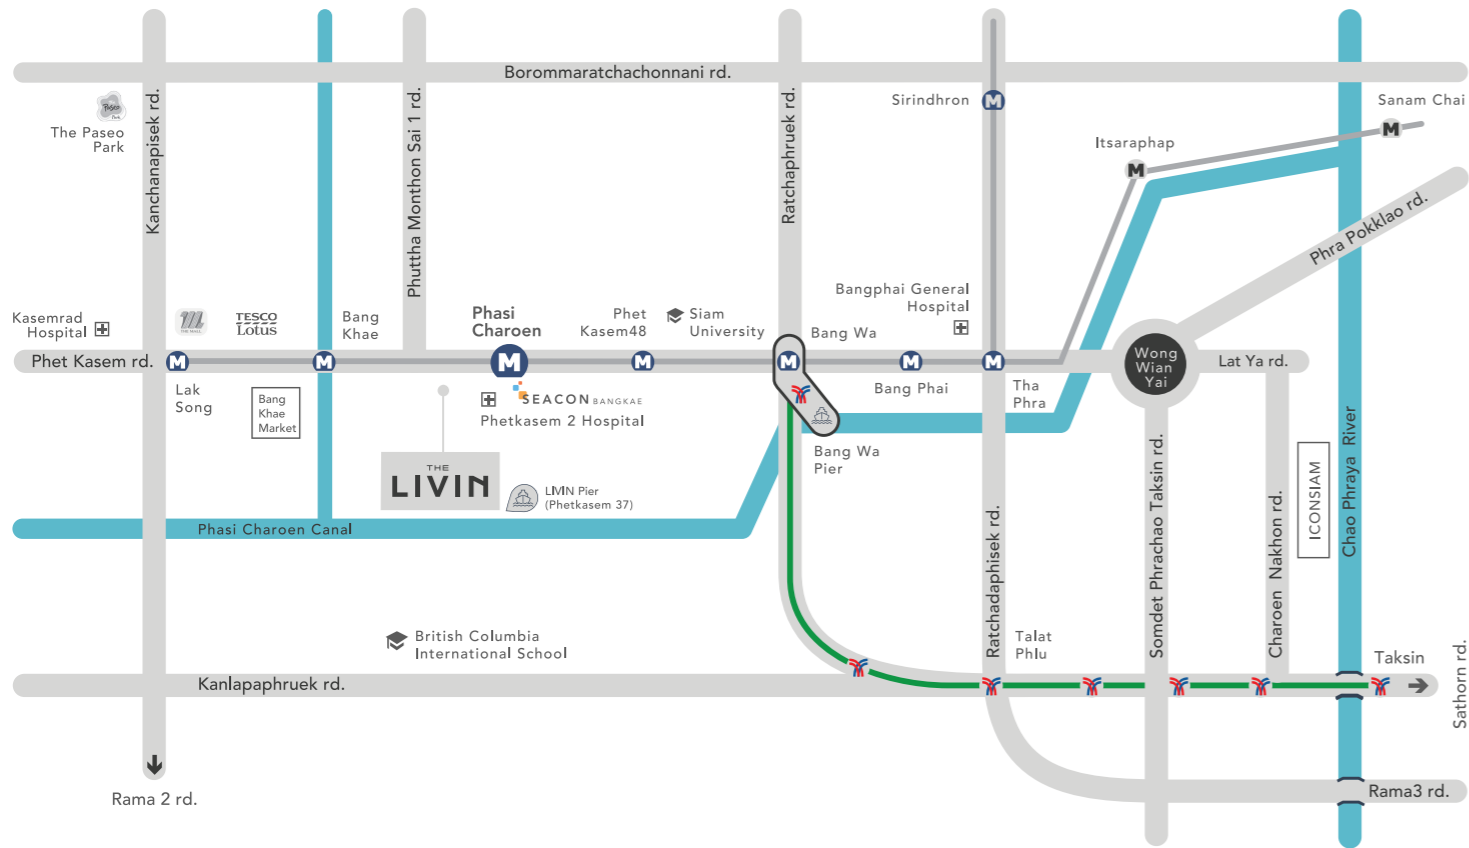 Borommaratchachonnani rd.
Sanam Chai
Sirindhron
The Paseo
Park
Paseo
Park
Kanchanapisek rd.
Phuttha Monthon Sai 1 rd.
Ratchaphruek rd.
Itsaraphap
Phra Pokklao rd.
Kasemrad
Hospital
THE MALL
TESCO
Lotus
Bang
Khae
Phasi
Charoen
Phet
Kasem48
Siam
University
Bang Wa
Bangphai General
Hospital
Phet Kasem rd.
M
M
M
M
M
M
M
M
M
M
Wong
Wian
Yai
Lat Ya rd.
Lak
Song
Bang
Khae
Market
SEACON BANGKAE
Phetkasem 2 Hospital
Bang Phai
Tha
Phra
Bang Wa
Pier
THE
LIVIN
LIVIN Pier
(Phetkasem 37)
Phasi Charoen Canal
Ratchadaphisek rd.
Somdet Phrachao Taksin rd.
Charoen Nakhon rd.
ICONSIAM
Chao Phraya River
British Columbia
International School
Talat
Phlu
Taksin
Kanlapaphruek rd.
Sathorn rd.
Rama 2 rd.
Rama3 rd.